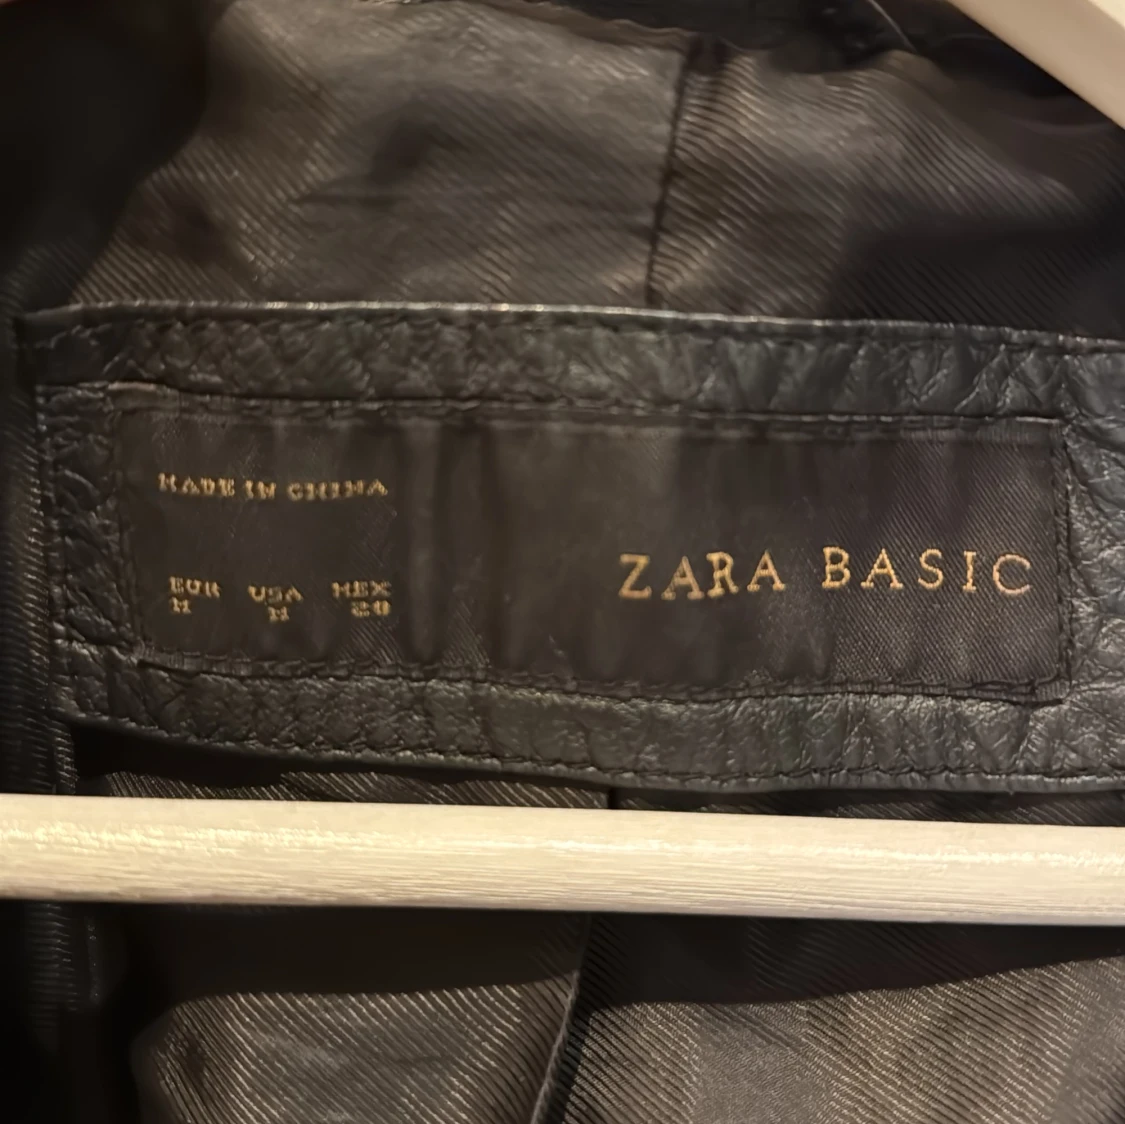 MADE IN CHINA
EUR USA MEX
M M 28
ZARA BASIC